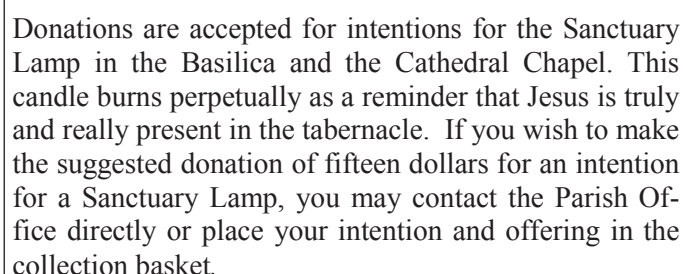 Donations are accepted for intentions for the Sanctuary
Lamp in the Basilica and the Cathedral Chapel. This
candle burns perpetually as a reminder that Jesus is truly
and really present in the tabernacle.  If you wish to make
the suggested donation of fifteen dollars for an intention
for a Sanctuary Lamp, you may contact the Parish Of-
fice directly or place your intention and offering in the
collection basket.